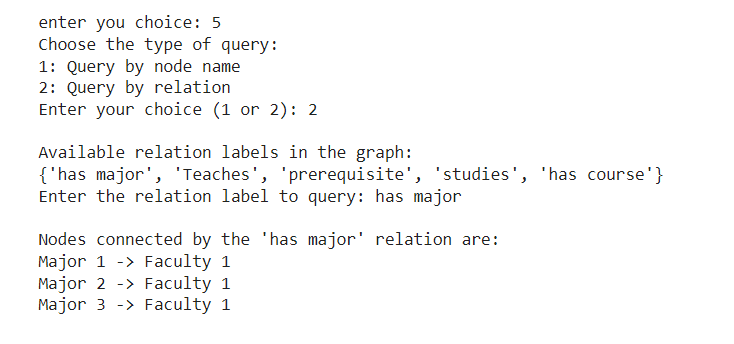 enter you choice: 5
Choose the type of query:
1: Query by node name
2: Query by relation
Enter your choice (1 or 2): 2
Available relation labels in the graph:
{'has major', 'Teaches', 'prerequisite', 'studies', 'has course'}
Enter the relation label to query: has major
Nodes connected by the 'has major' relation are:
Major 1 -> Faculty 1
Major 2 -> Faculty 1
Major 3 -> Faculty 1